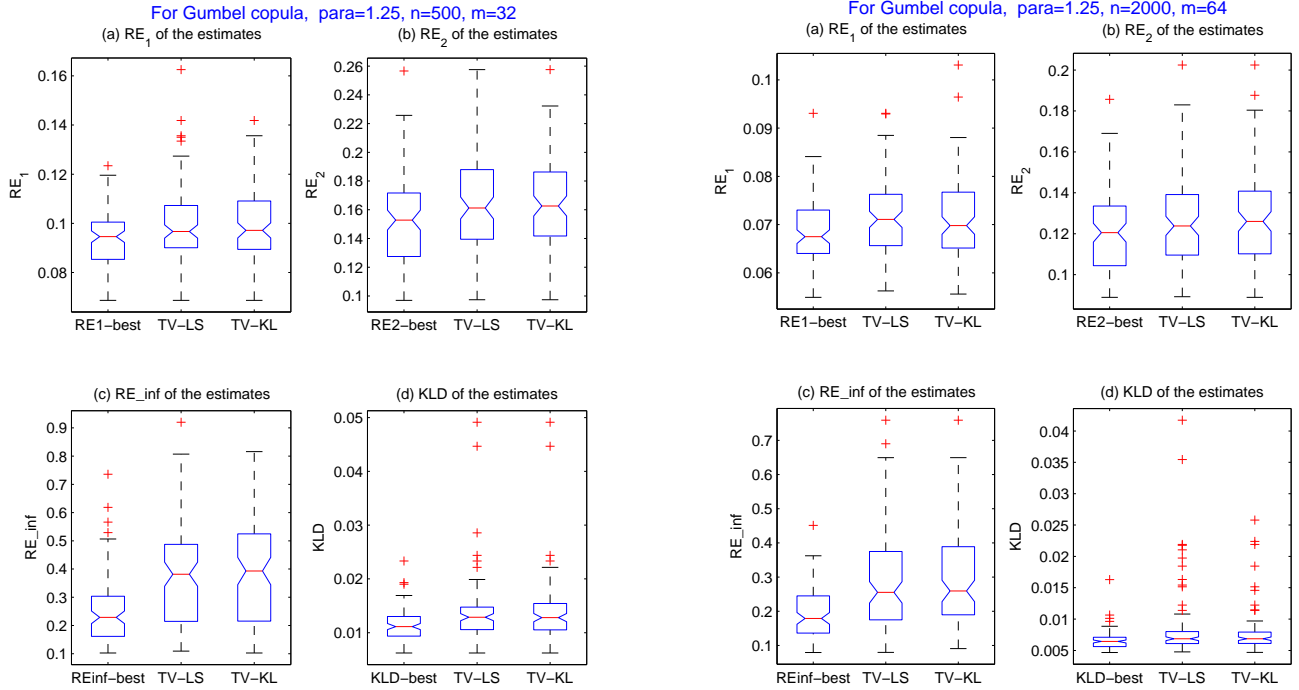 For Gumbel copula, para=1.25, n=500, m=32
(a) RE1 of the estimates
RE1
0.16
0.14
0.12
0.1
0.08
RE1−best TV−LS TV−KL
(b) RE2 of the estimates
RE2
0.26
0.24
0.22
0.2
0.18
0.16
0.14
0.12
0.1
RE2−best TV−LS TV−KL
(c) RE_inf of the estimates
RE_inf
0.9
0.8
0.7
0.6
0.5
0.4
0.3
0.2
0.1
REinf−best TV−LS TV−KL
(d) KLD of the estimates
KLD
0.05
0.04
0.03
0.02
0.01
KLD−best TV−LS TV−KL
For Gumbel copula, para=1.25, n=2000, m=64
(a) RE1 of the estimates
RE1
0.1
0.09
0.08
0.07
0.06
RE1−best TV−LS TV−KL
(b) RE2 of the estimates
RE2
0.2
0.18
0.16
0.14
0.12
0.1
RE2−best TV−LS TV−KL
(c) RE_inf of the estimates
RE_inf
0.7
0.6
0.5
0.4
0.3
0.2
0.1
REinf−best TV−LS TV−KL
(d) KLD of the estimates
KLD
0.04
0.035
0.03
0.025
0.02
0.015
0.01
0.005
KLD−best TV−LS TV−KL